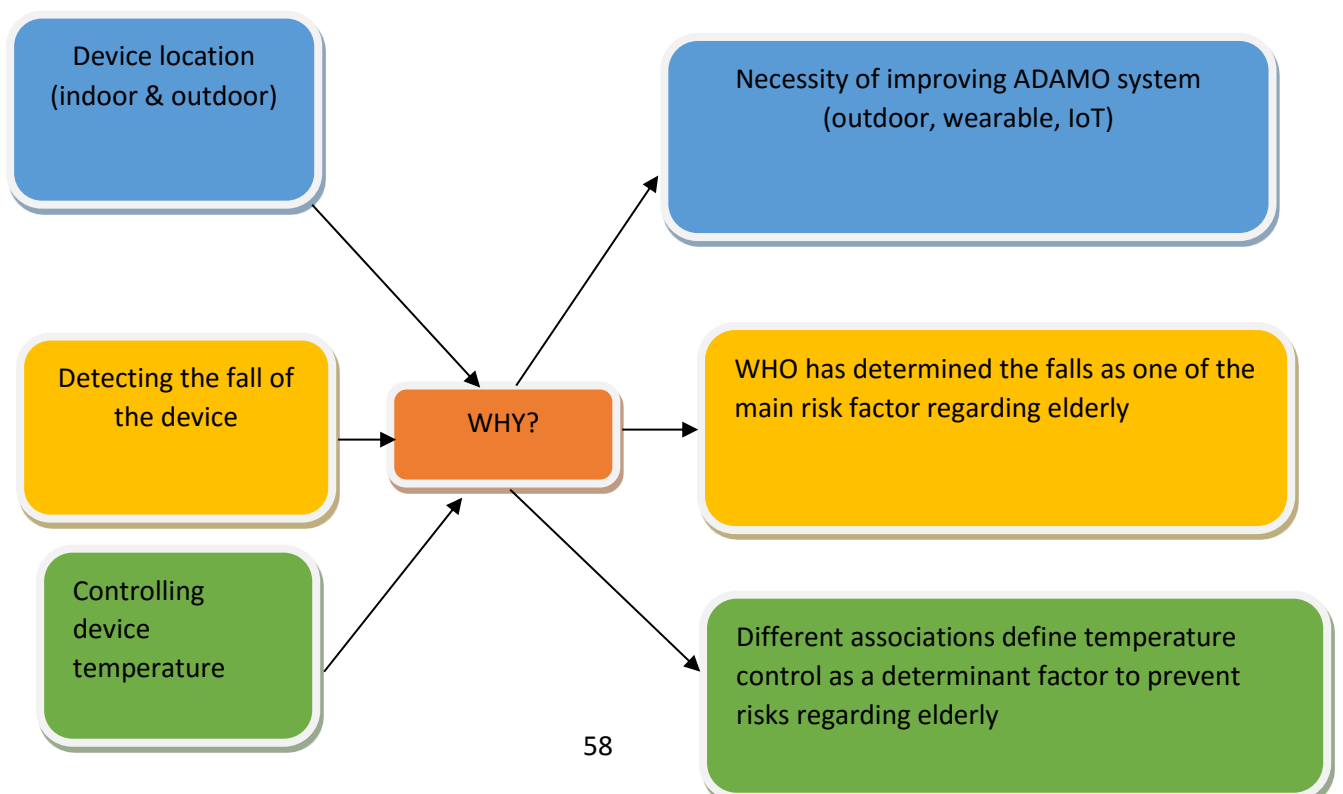 Device location
(indoor & outdoor)
Necessity of improving ADAMO system
(outdoor, wearable, IoT)
Detecting the fall of
the device
WHY?
WHO has determined the falls as one of the
main risk factor regarding elderly
Controlling
device
temperature
Different associations define temperature
control as a determinant factor to prevent
risks regarding elderly
58